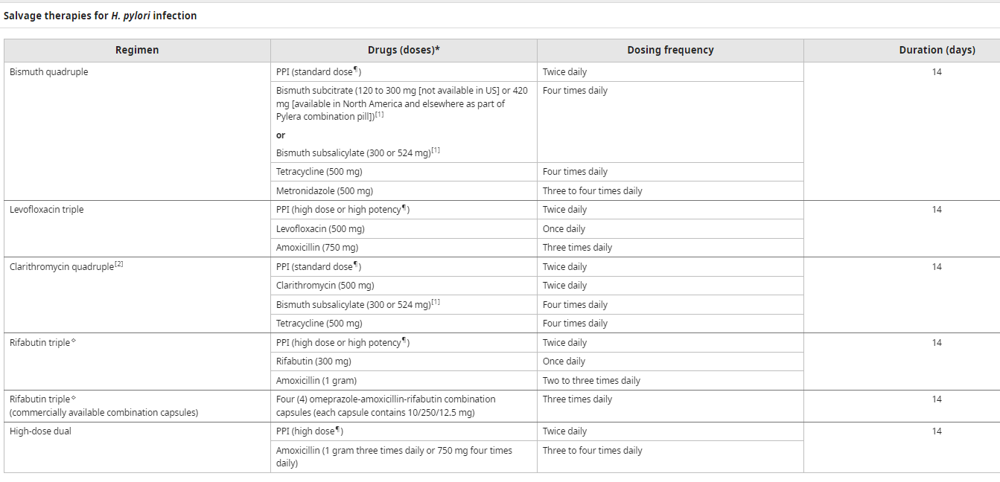 Salvage therapies for H. pylori infection
Regimen Drugs (doses)* Dosing frequency Duration (days)
Bismuth quadruple PPI (standard dose¶) Twice daily 14
Bismuth subcitrate (120 to 300 mg [not available in US] or 420 Four times daily
mg [available in North America and elsewhere as part of
Pylera combination pill])[1]
or
Bismuth subsalicylate (300 or 524 mg)[1]
Tetracycline (500 mg) Four times daily
Metronidazole (500 mg) Three to four times daily
Levofloxacin triple PPI (high dose or high potency¶) Twice daily 14
Levofloxacin (500 mg) Once daily
Amoxicillin (750 mg) Three times daily
Clarithromycin quadruple[2] PPI (standard dose¶) Twice daily 14
Clarithromycin (500 mg) Twice daily
Bismuth subsalicylate (300 or 524 mg)[1] Four times daily
Tetracycline (500 mg) Four times daily
Rifabutin triple◊ PPI (high dose or high potency¶) Twice daily 14
Rifabutin (300 mg) Once daily
Amoxicillin (1 gram) Two to three times daily
Rifabutin triple◊ Four (4) omeprazole-amoxicillin-rifabutin combination Three times daily 14
(commercially available combination capsules) capsules (each capsule contains 10/250/12.5 mg)
High-dose dual PPI (high dose¶) Twice daily 14
Amoxicillin (1 gram three times daily or 750 mg four times Three to four times daily
daily)